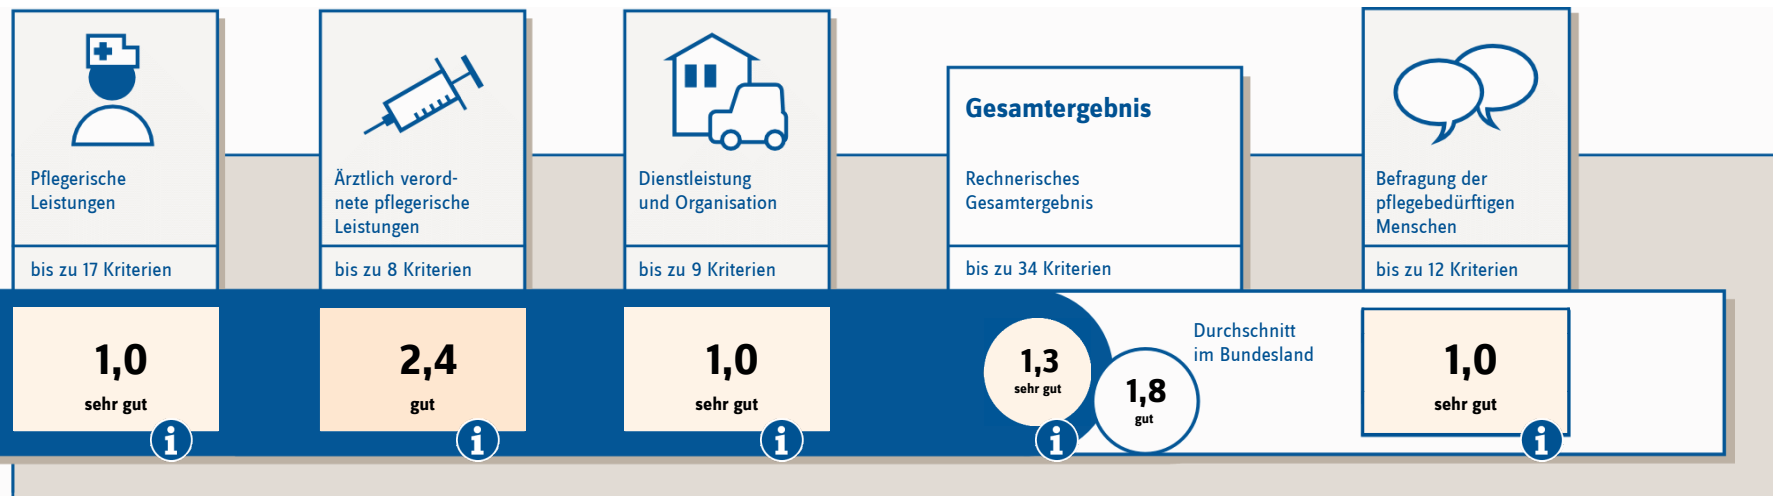 Pflegerische
Leistungen
bis zu 17 Kriterien
1,0
sehr gut
i
Ärztlich verord-
nete pflegerische
Leistungen
bis zu 8 Kriterien
2,4
gut
i
Dienstleistung
und Organisation
bis zu 9 Kriterien
1,0
sehr gut
i
Gesamtergebnis
Rechnerisches
Gesamtergebnis
bis zu 34 Kriterien
1,3
sehr gut
i
1,8
gut
Durchschnitt
im Bundesland
Befragung der
pflegebedürftigen
Menschen
bis zu 12 Kriterien
1,0
sehr gut
i